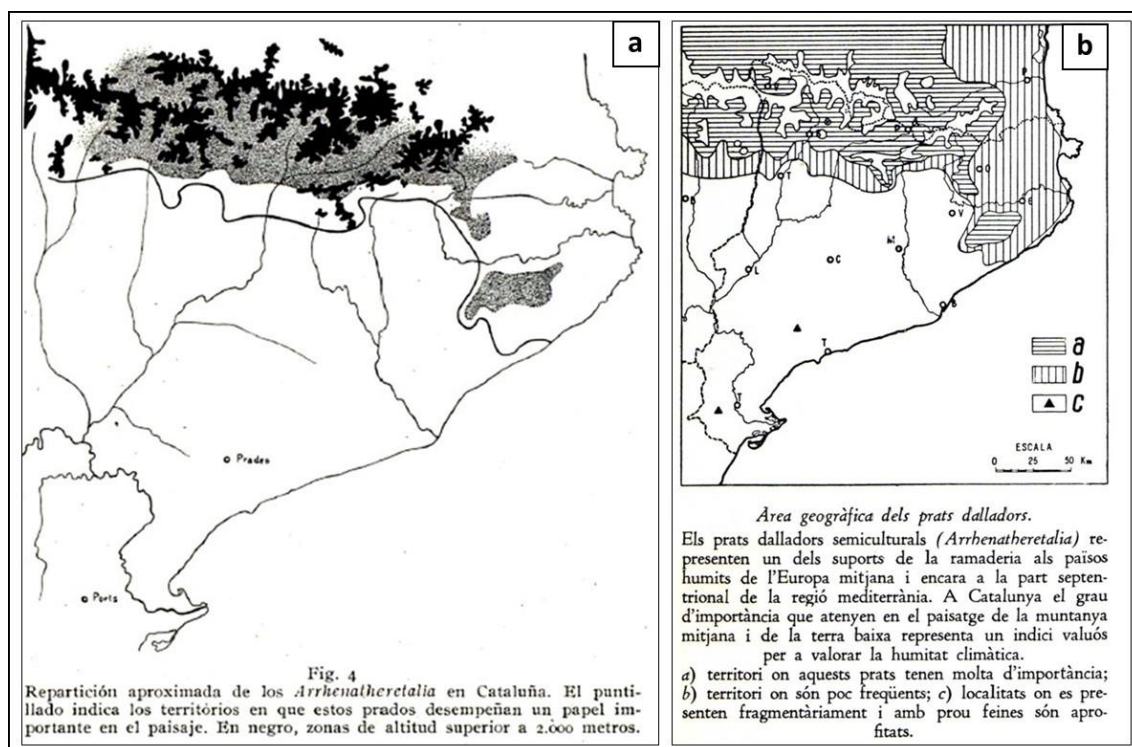 a
Prades
Ports
Fig. 4
Repartición aproximada de los Arrhenatheretalia en Cataluña. El punti-
llado indica los territórios en que estos prados desempeñan un papel im-
portante en el paisaje. En negro, zonas de altitud superior a 2.000 metros.
b
T
O
V
G
B
M
L
C
B
T
T
a
b
c
ESCALA
0 25 50 Km
Àrea geogràfica dels prats dalladors.
Els prats dalladors semiculturals (Arrhenatheretalia) re-
presenten un dels suports de la ramaderia als països
humits de l'Europa mitjana i encara a la part septen-
trional de la regió mediterrània. A Catalunya el grau
d'importància que atenyen en el paisatge de la muntanya
mitjana i de la terra baixa representa un indici valuós
per a valorar la humitat climàtica.
a) territori on aquests prats tenen molta d'importància;
b) territori on són poc freqüents; c) localitats on es pre-
senten fragmentàriament i amb prou feines són apro-
fitats.